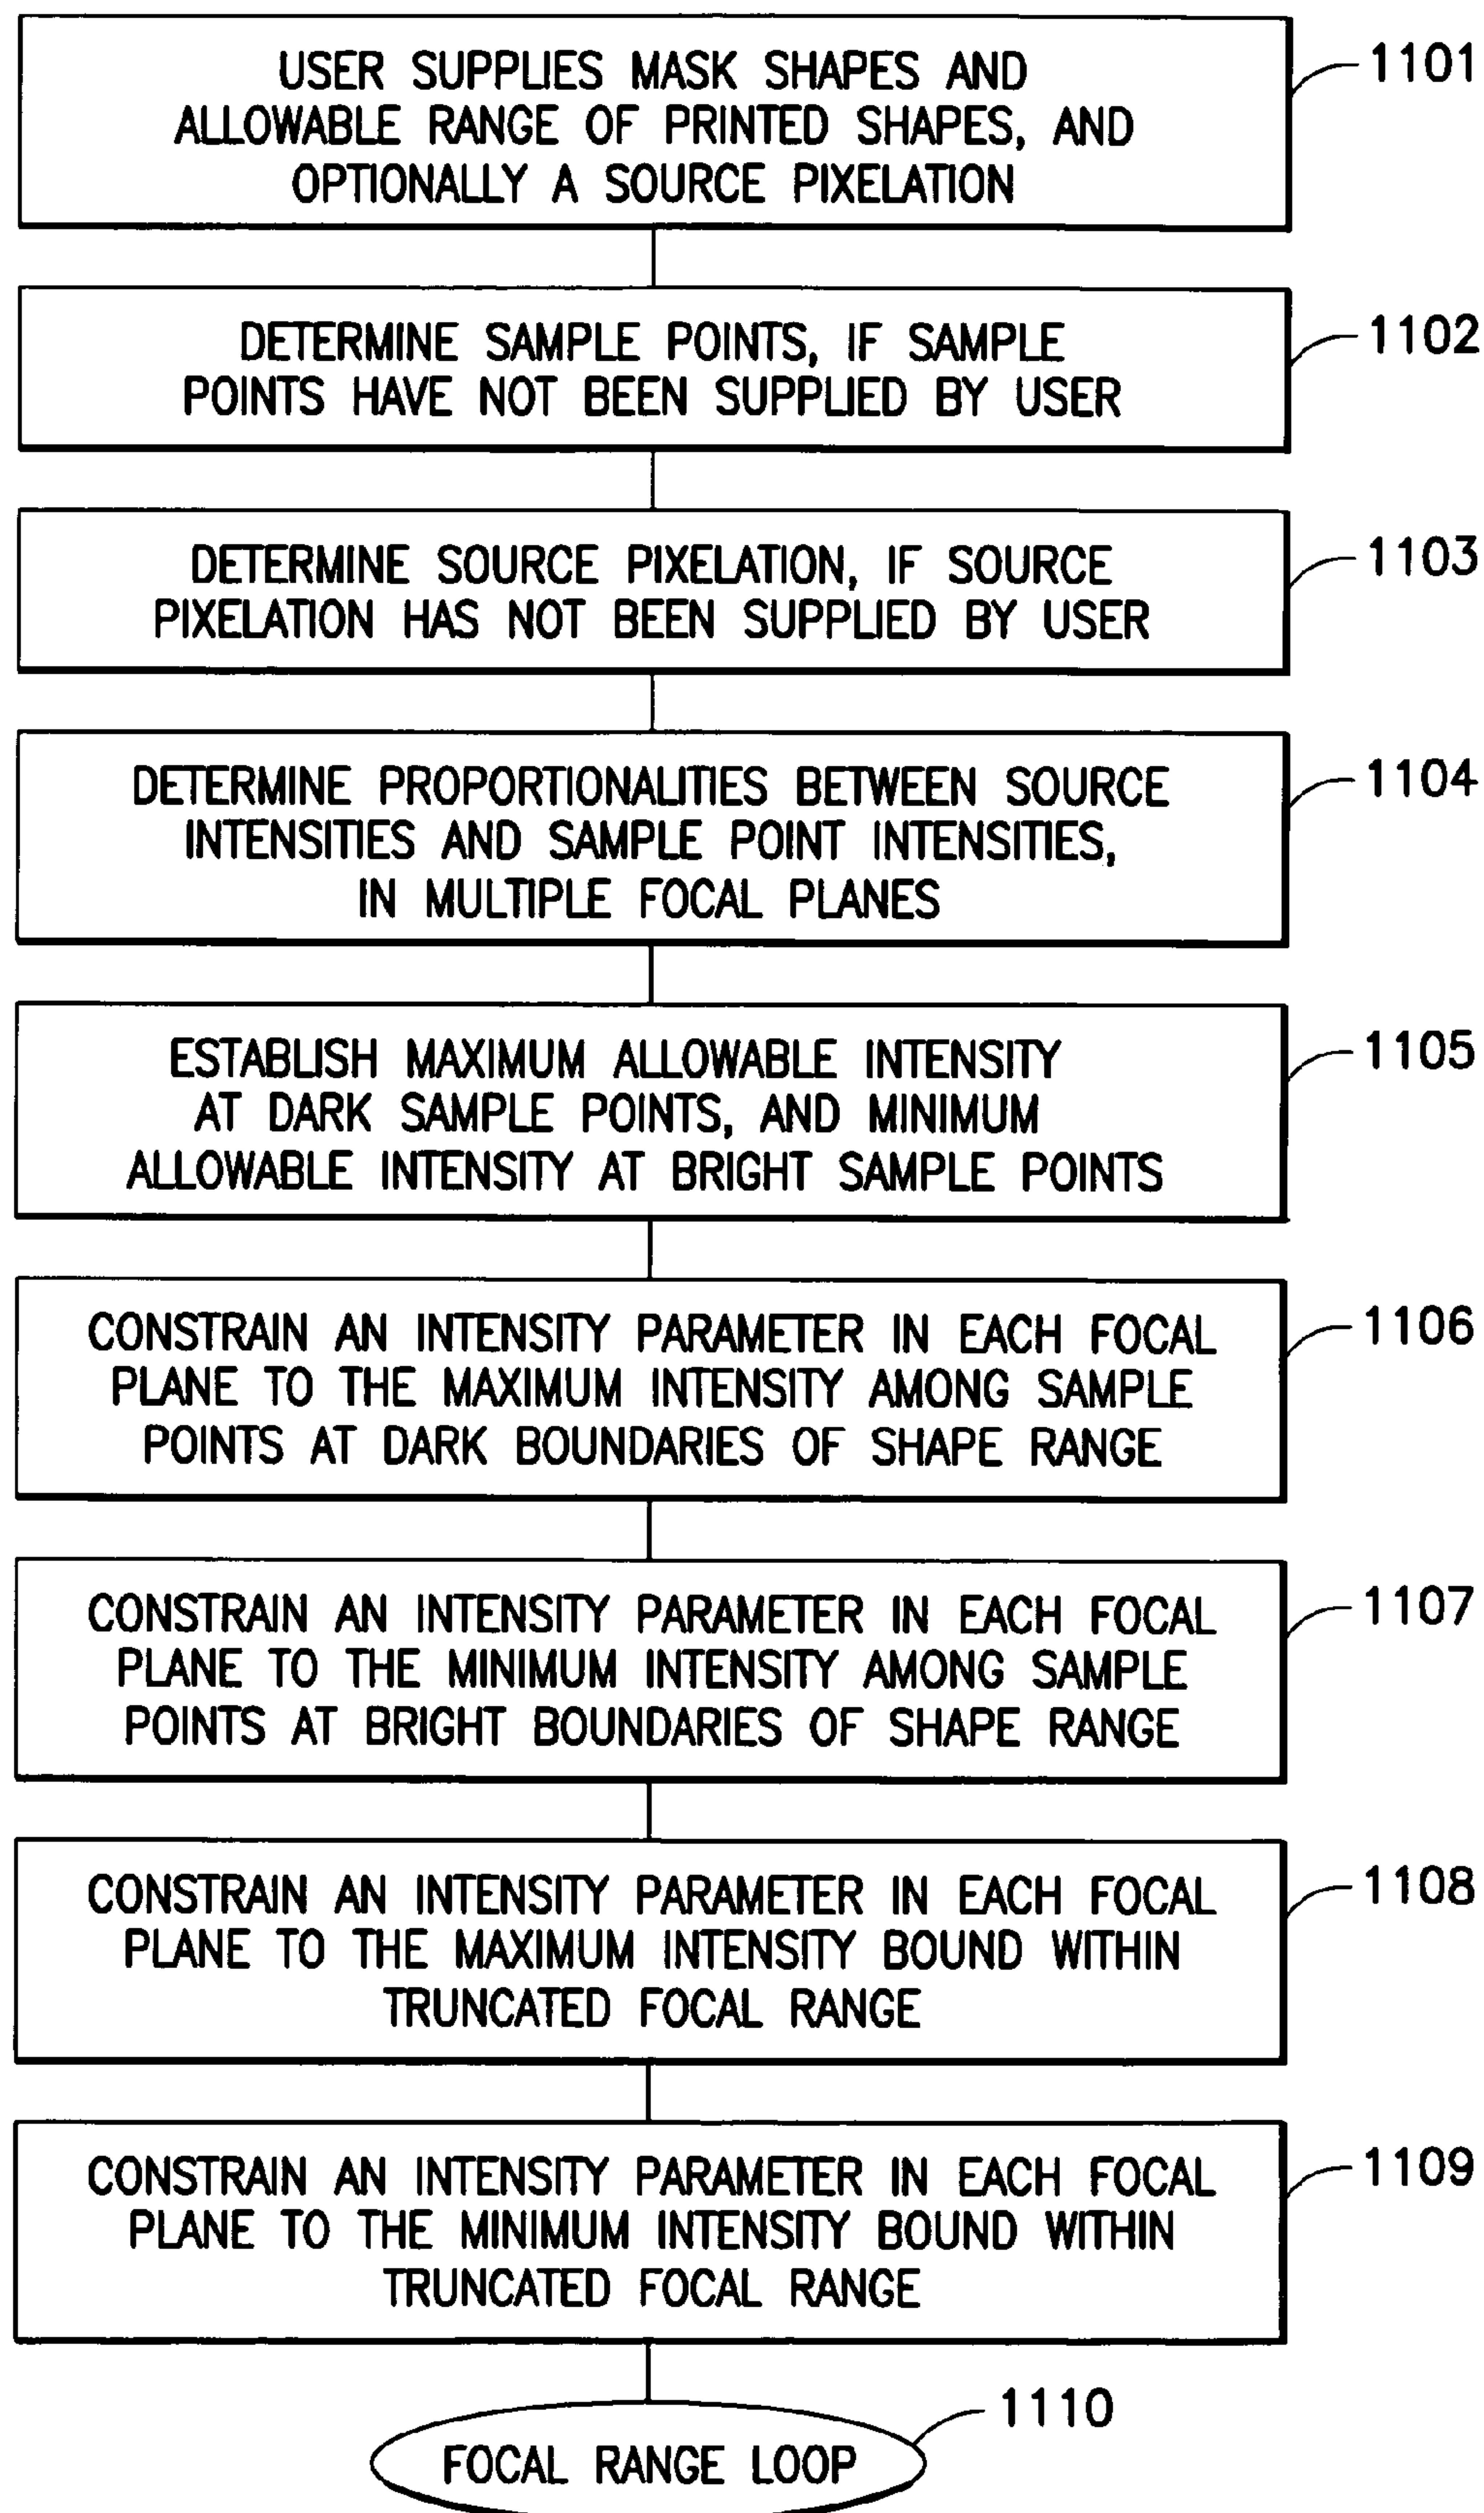 USER SUPPLIES MASK SHAPES AND
ALLOWABLE RANGE OF PRINTED SHAPES, AND
OPTIONALLY A SOURCE PIXELATION
1101
DETERMINE SAMPLE POINTS, IF SAMPLE
POINTS HAVE NOT BEEN SUPPLIED BY USER
1102
DETERMINE SOURCE PIXELATION, IF SOURCE
PIXELATION HAS NOT BEEN SUPPLIED BY USER
1103
DETERMINE PROPORTIONALITIES BETWEEN SOURCE
INTENSITIES AND SAMPLE POINT INTENSITIES,
IN MULTIPLE FOCAL PLANES
1104
ESTABLISH MAXIMUM ALLOWABLE INTENSITY
AT DARK SAMPLE POINTS, AND MINIMUM
ALLOWABLE INTENSITY AT BRIGHT SAMPLE POINTS
1105
CONSTRAIN AN INTENSITY PARAMETER IN EACH FOCAL
PLANE TO THE MAXIMUM INTENSITY AMONG SAMPLE
POINTS AT DARK BOUNDARIES OF SHAPE RANGE
1106
CONSTRAIN AN INTENSITY PARAMETER IN EACH FOCAL
PLANE TO THE MINIMUM INTENSITY AMONG SAMPLE
POINTS AT BRIGHT BOUNDARIES OF SHAPE RANGE
1107
CONSTRAIN AN INTENSITY PARAMETER IN EACH FOCAL
PLANE TO THE MAXIMUM INTENSITY BOUND WITHIN
TRUNCATED FOCAL RANGE
1108
CONSTRAIN AN INTENSITY PARAMETER IN EACH FOCAL
PLANE TO THE MINIMUM INTENSITY BOUND WITHIN
TRUNCATED FOCAL RANGE
1109
FOCAL RANGE LOOP
1110